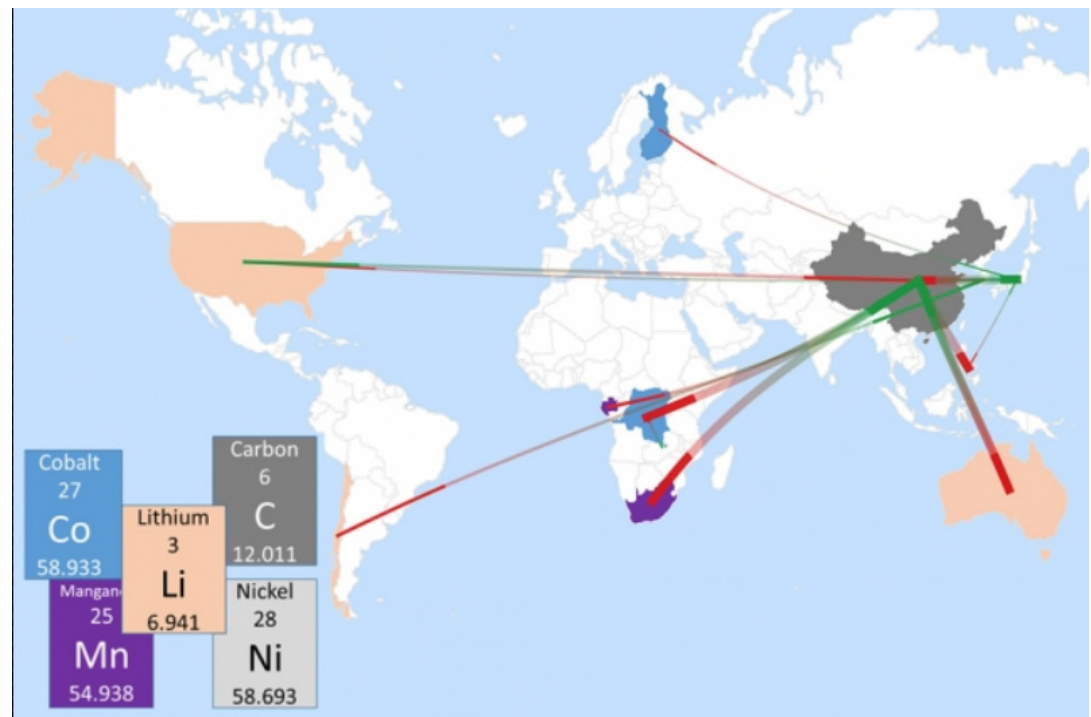 Cobalt
27
Co
58.933
Carbon
6
C
12.011
Lithium
3
Li
6.941
Mangan
25
Mn
54.938
Nickel
28
Ni
58.693